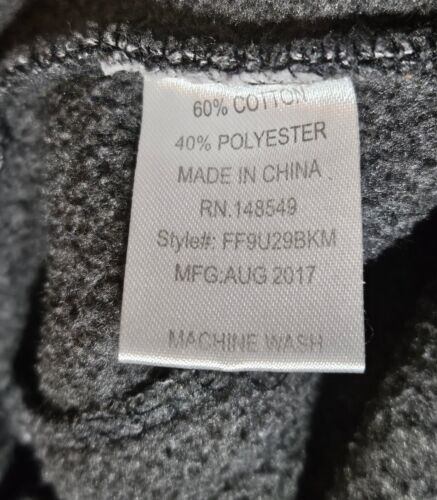 60% COTTON
40% POLYESTER
MADE IN CHINA
RN.148549
Style#: FF9U29BKM
MFG:AUG 2017
MACHINE WASH